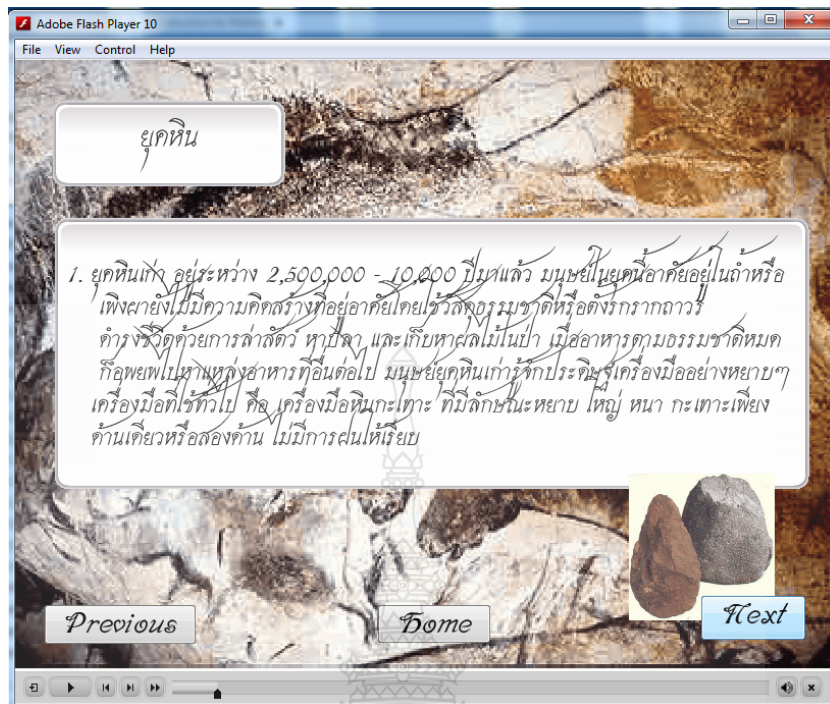 Adobe Flash Player 10
File View Control Help
ยุคหิน
1. ยุคหินเก่า อยู่ระหว่าง 2,500,000 - 10,000 ปีมาแล้ว มนุษย์ในยุคนี้อาศัยอยู่ในถ้ำหรือ
เพิงผายังไม่มีความคิดสร้างที่อยู่อาศัยโดยใช้วัสดุธรรมชาติหรือตั้งรกรากถาวร
ดำรงชีวิตด้วยการล่าสัตว์ หาปลา และเก็บหาผลไม้ในป่า เมื่ออาหารตามธรรมชาติหมด
ก็อพยพไปหาแหล่งอาหารที่อื่นต่อไป มนุษย์ยุคหินเก่ารู้จักประดิษฐ์เครื่องมืออย่างหยาบๆ
เครื่องมือที่ใช้ทั่วไป คือ เครื่องมือหินกะเทาะ ที่มีลักษณะหยาบ ใหญ่ หนา กะเทาะเพียง
ด้านเดียวหรือสองด้าน ไม่มีการฝนให้เรียบ
Previous Home Next